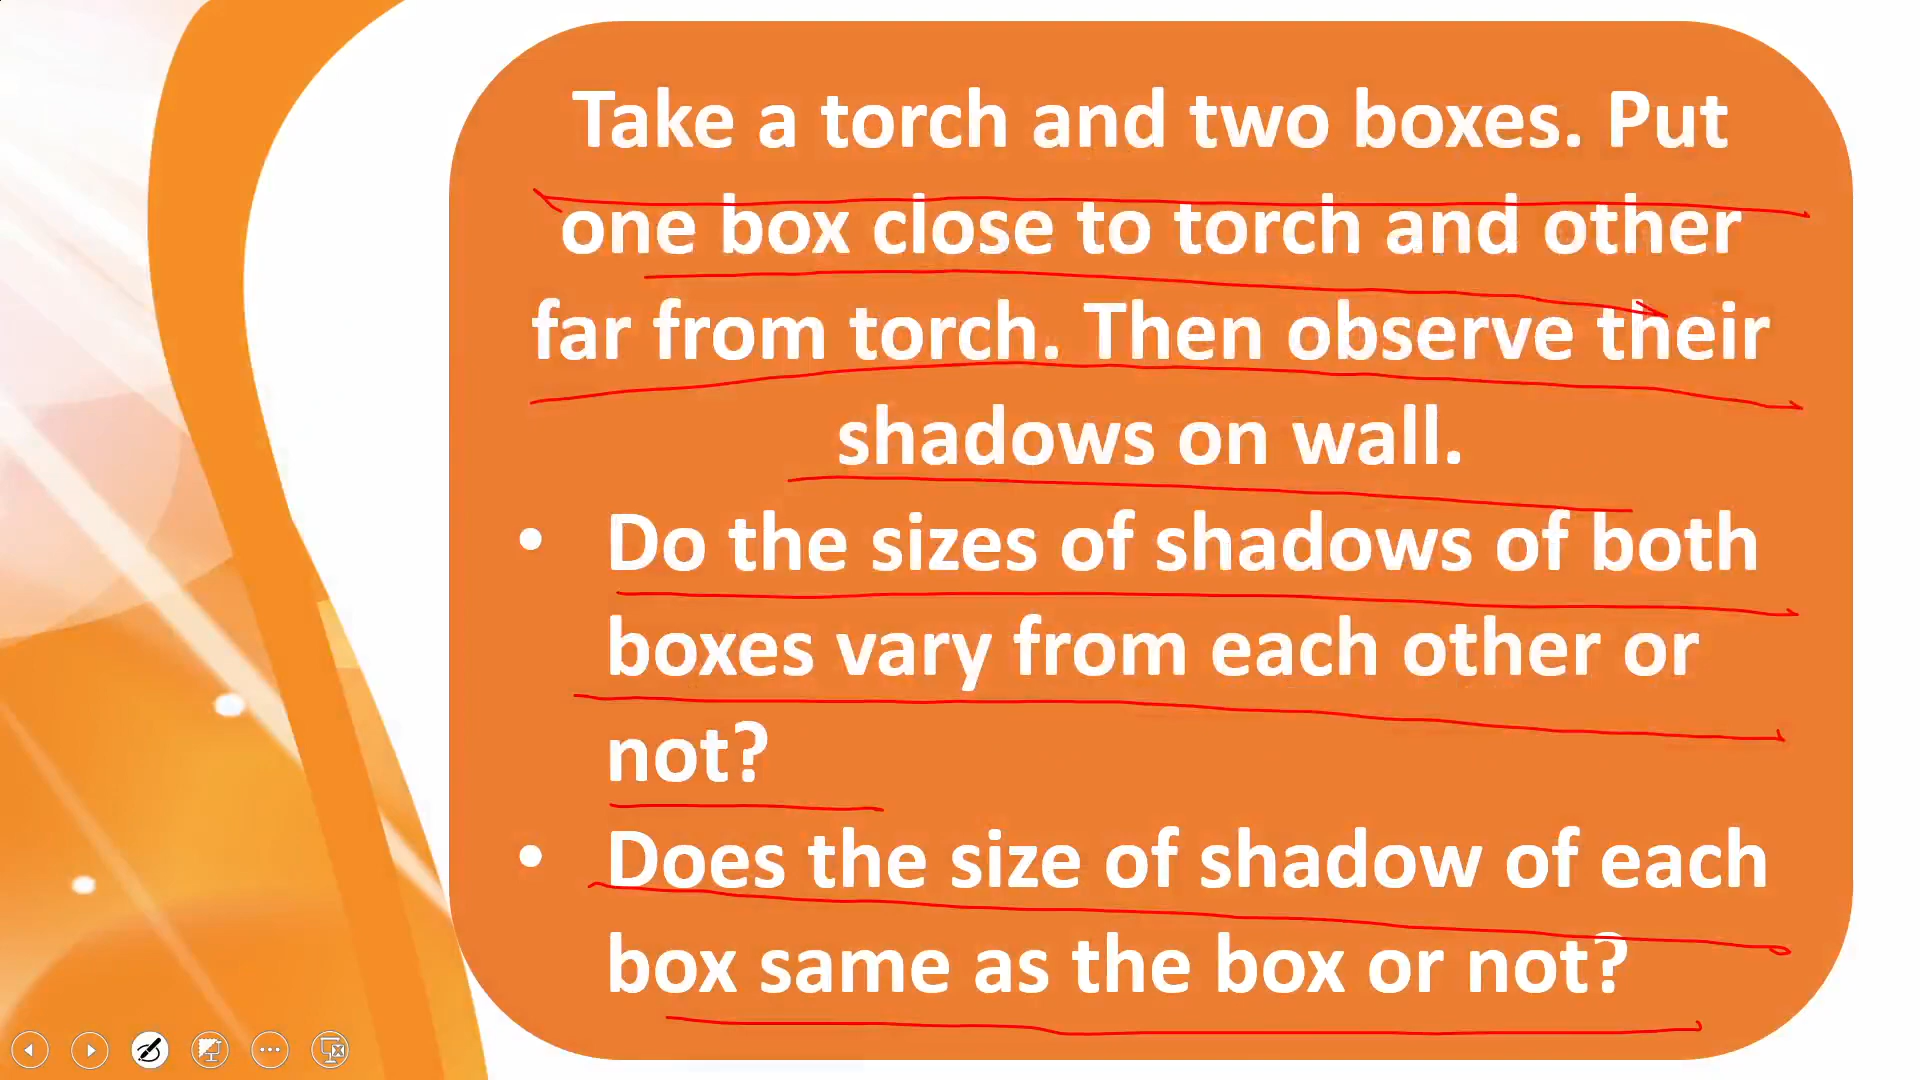 Take a torch and two boxes. Put
one box close to torch and other
far from torch. Then observe their
shadows on wall.
• Do the sizes of shadows of both
boxes vary from each other or
not?
• Does the size of shadow of each
box same as the box or not?